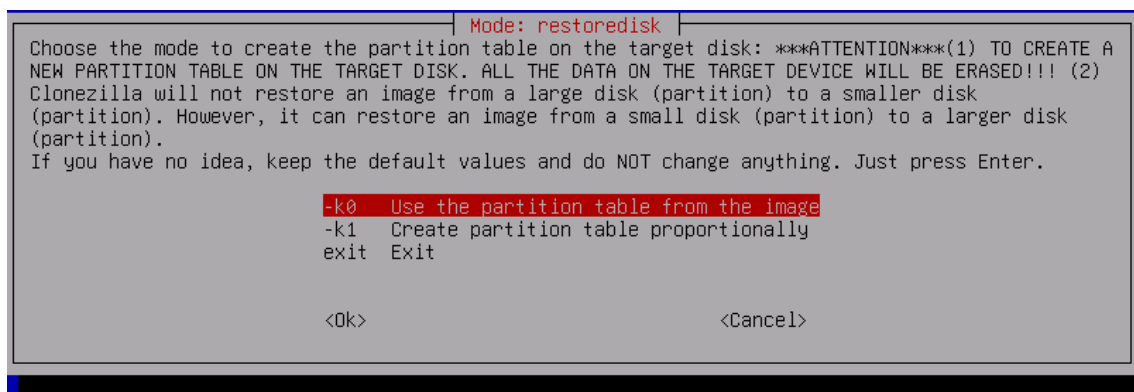 Mode: restoredisk
Choose the mode to create the partition table on the target disk: ***ATTENTION***(1) TO CREATE A
NEW PARTITION TABLE ON THE TARGET DISK. ALL THE DATA ON THE TARGET DEVICE WILL BE ERASED!!! (2)
Clonezilla will not restore an image from a large disk (partition) to a smaller disk
(partition). However, it can restore an image from a small disk (partition) to a larger disk
(partition).
If you have no idea, keep the default values and do NOT change anything. Just press Enter.
-k0 Use the partition table from the image
-k1 Create partition table proportionally
exit Exit
<Ok> <Cancel>